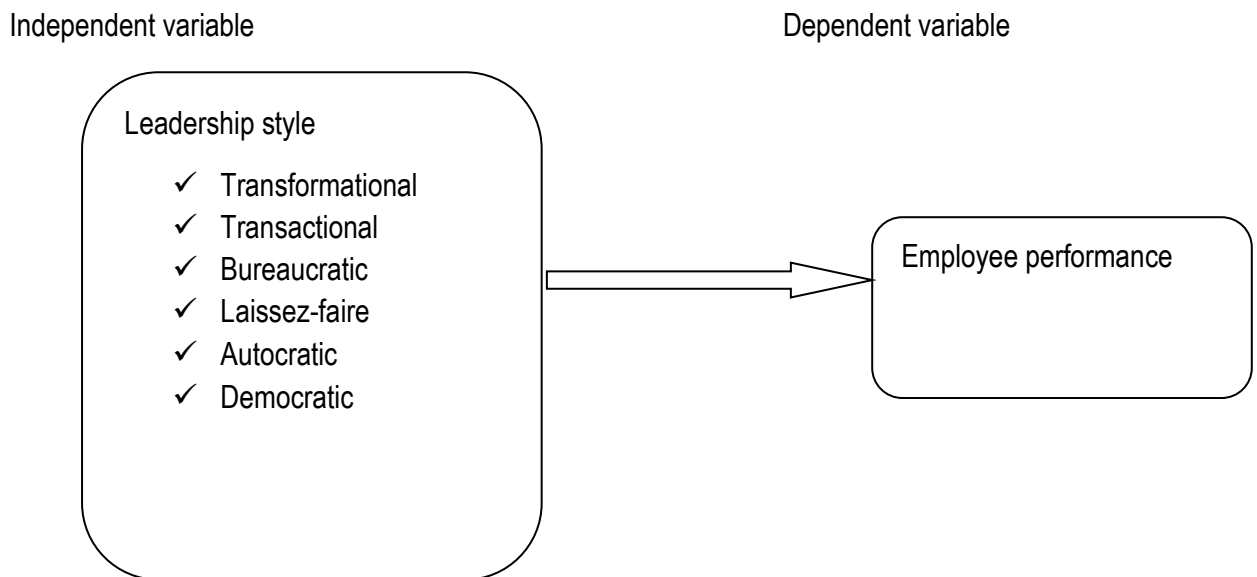 Independent variable
Dependent variable
Leadership style
✓ Transformational
✓ Transactional
✓ Bureaucratic
✓ Laissez-faire
✓ Autocratic
✓ Democratic
Employee performance